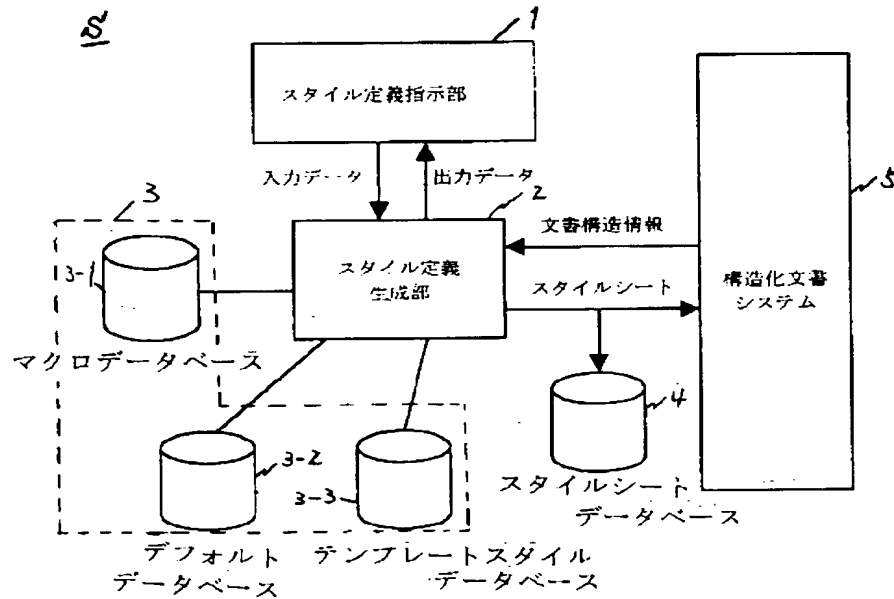 S
1
スタイル定義指示部
入力データ
出力データ
2
3
文書構造情報
5
3-1
スタイル定義
生成部
スタイルシート
構造化文書
システム
マクロデータベース
4
3-2
3-3
スタイルシート
データベース
デフォルト
データベース
テンプレートスタイル
データベース